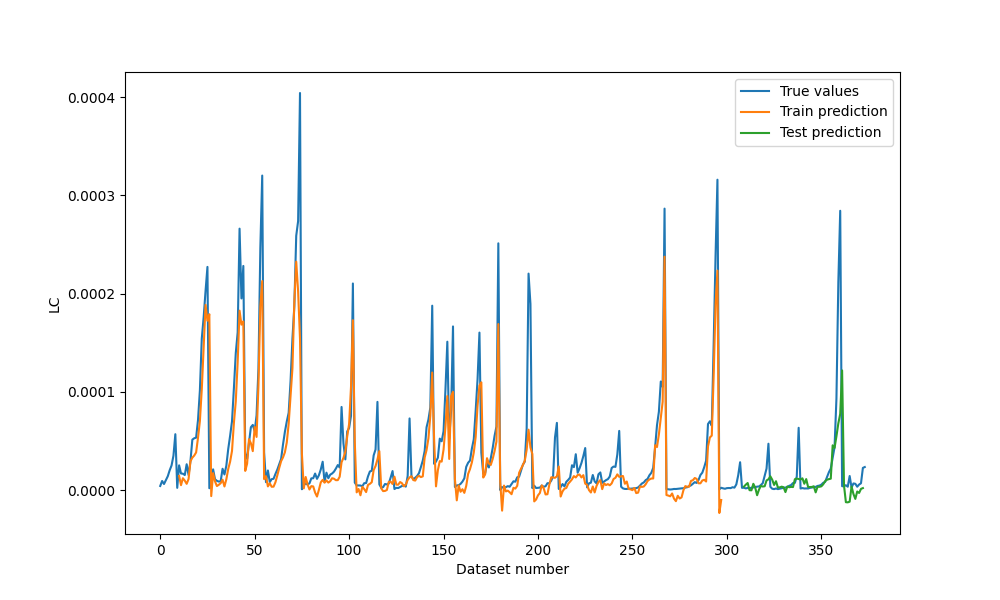 True values
Train prediction
Test prediction
0.0004
0.0003
0.0002
0.0001
0.0000
LC
0
50
100
150
200
250
300
350
Dataset number